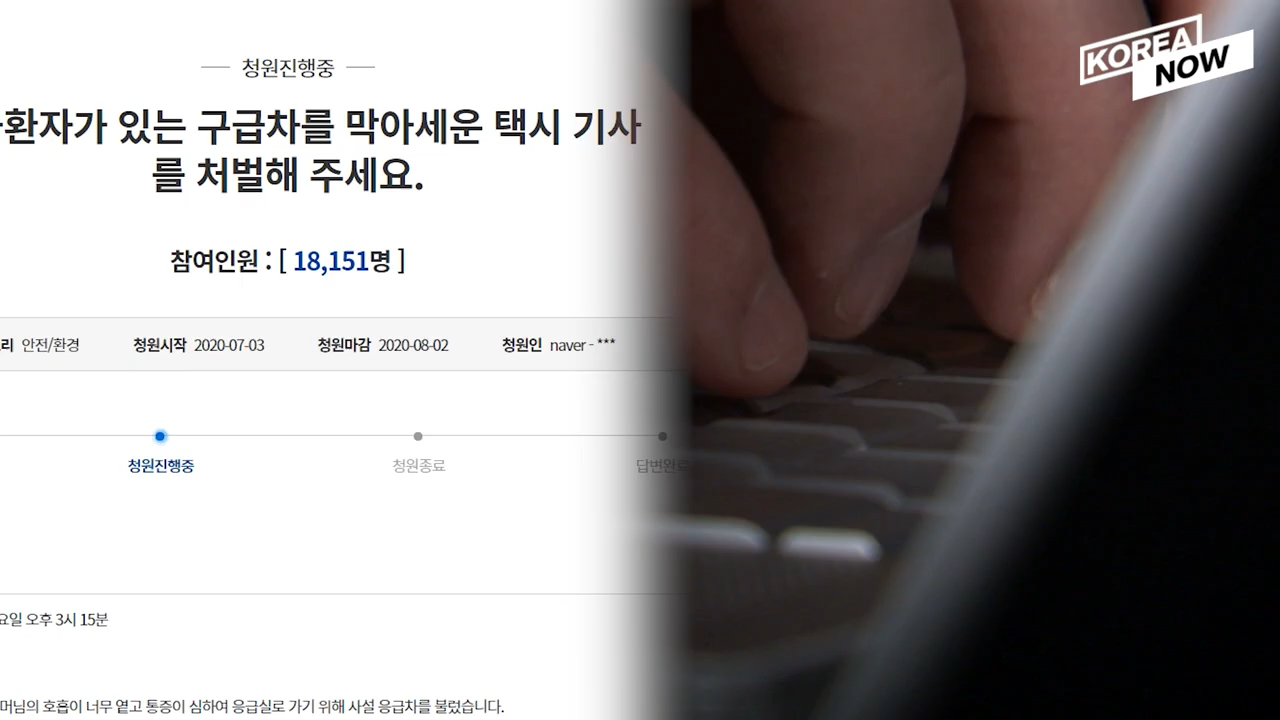 KOREA
NOW
청원진행중
환자가 있는 구급차를 막아세운 택시 기사
를 처벌해 주세요.
참여인원 : [ 18,151명 ]
리 안전/환경 청원시작 2020-07-03 청원마감 2020-08-02 청원인 naver - ***
청원진행중 청원종료 답변완료
요일 오후 3시 15분
머님의 호흡이 너무 옅고 통증이 심하여 응급실로 가기 위해 사설 응급차를 불렀습니다.